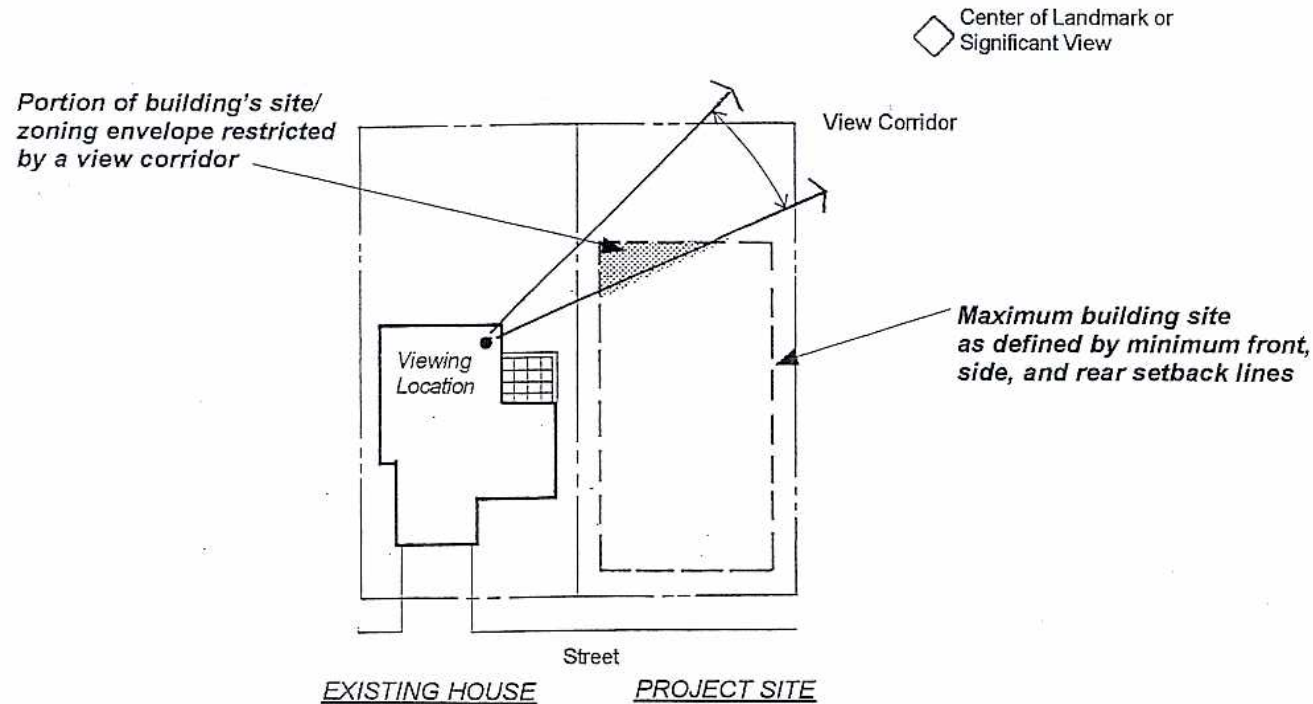 Center of Landmark or
Significant View
Portion of building's site/
zoning envelope restricted
by a view corridor
View Corridor
Viewing
Location
Maximum building site
as defined by minimum front,
side, and rear setback lines
Street
EXISTING HOUSE
PROJECT SITE